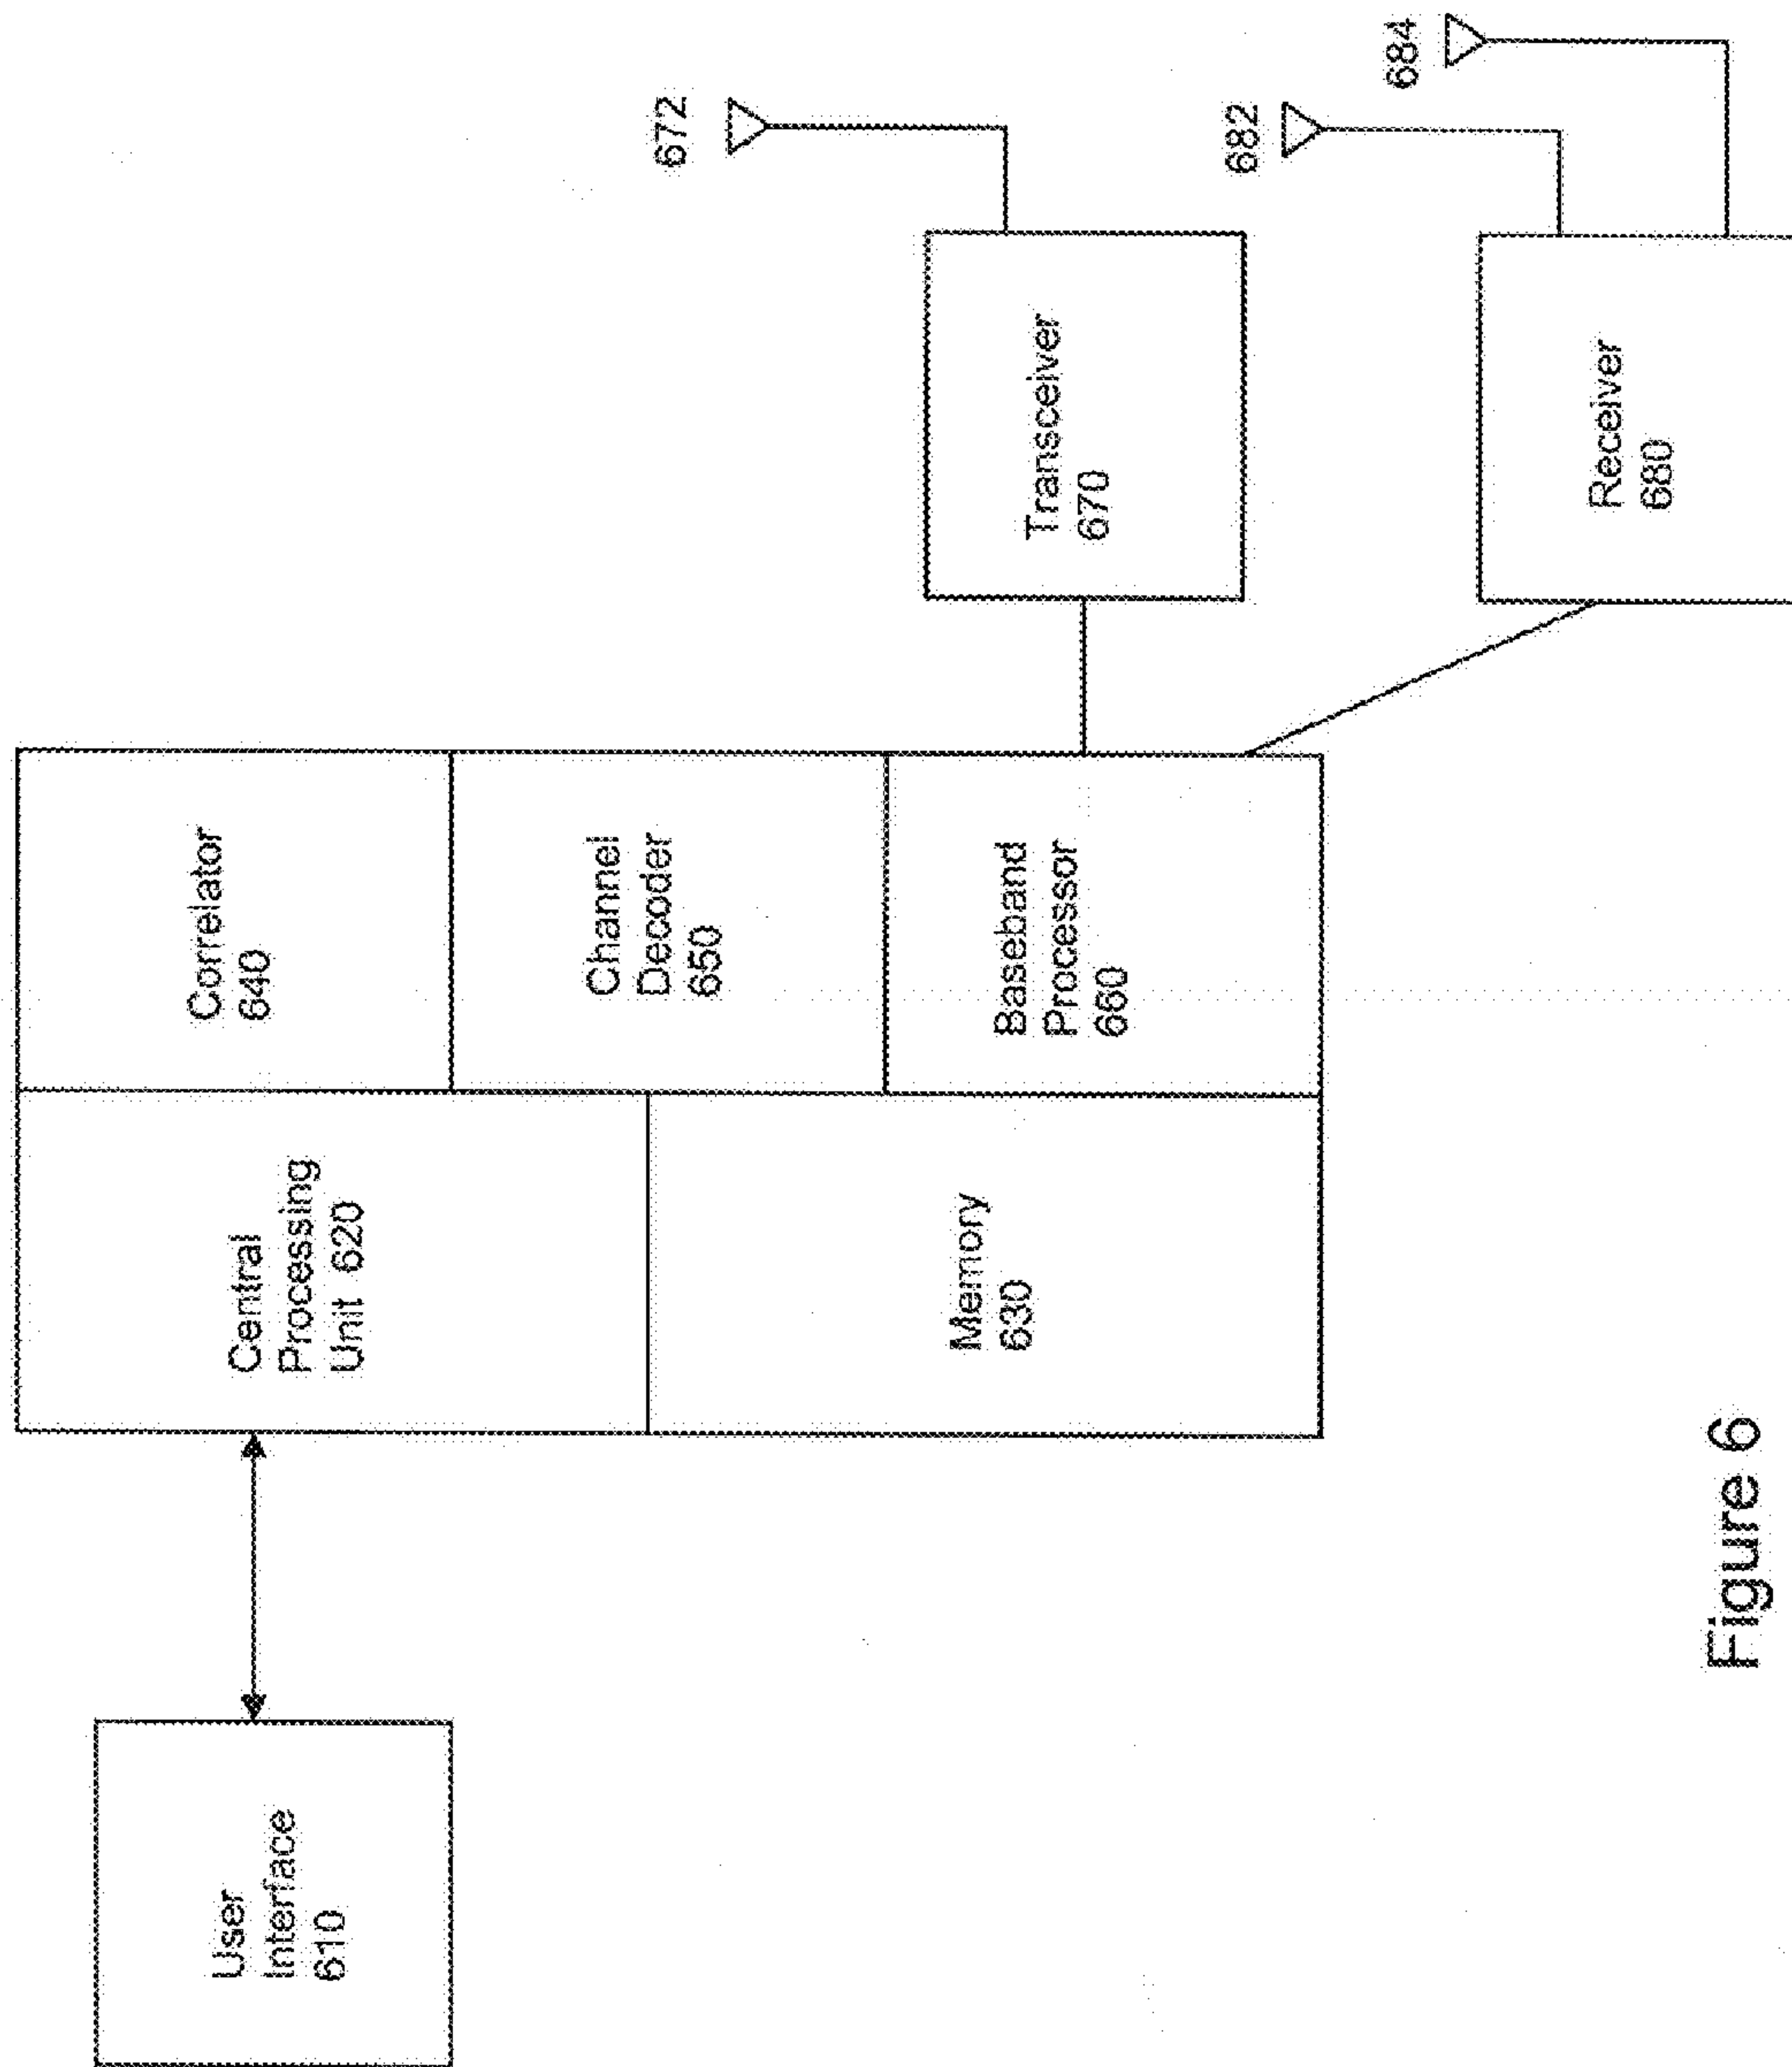 User
Interface
610
Central
Processing
Unit 620
Memory
630
Correlator
640
Channel
Decoder
650
Baseband
Processor
660
Transceiver
670
672
Receiver
680
682
684
Figure 6